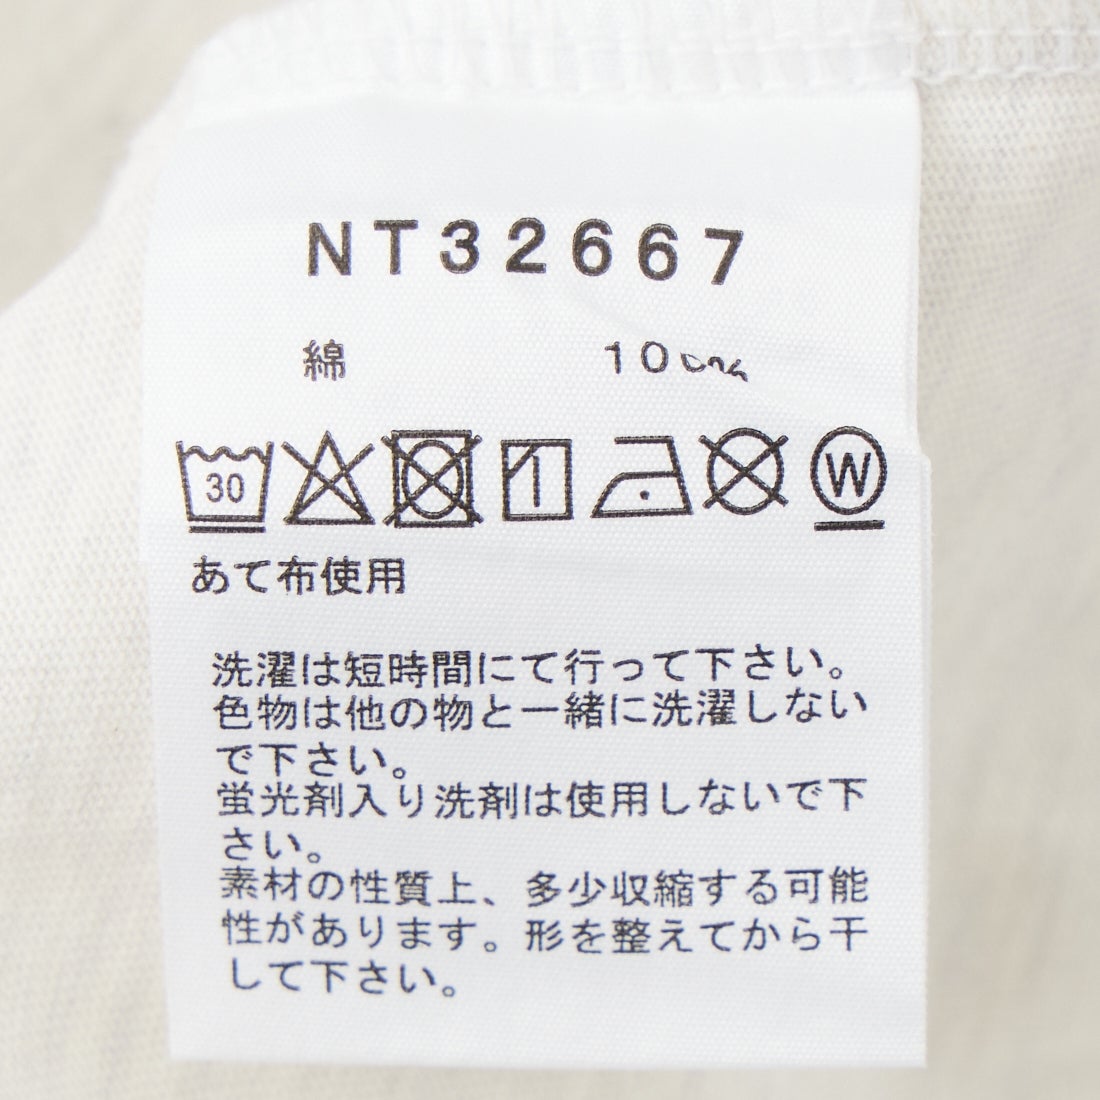 NT32667
綿 10
30
W
あて布使用
洗濯は短時間にて行って下さい。
色物は他の物と一緒に洗濯しない
で下さい。
蛍光剤入り洗剤は使用しないで下
さい。
素材の性質上、多少収縮する可能
性があります。形を整えてから干
して下さい。